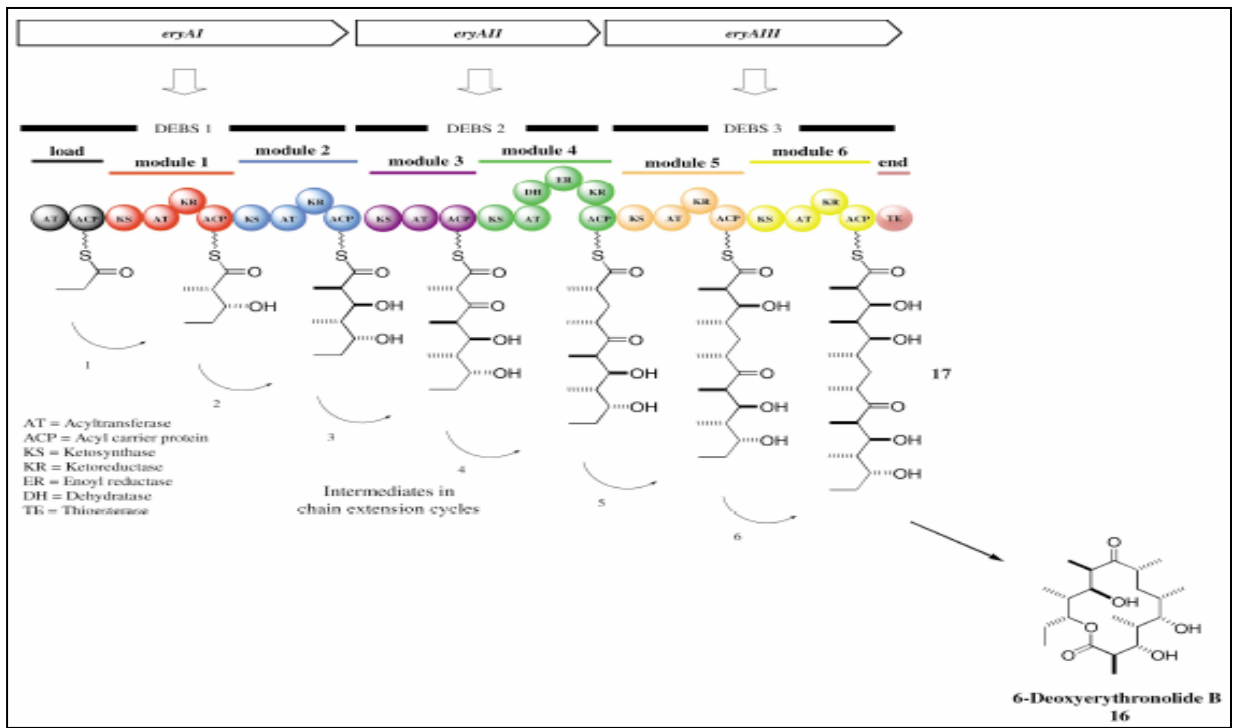 eryAI eryAII eryAIII
DEBS 1 DEBS 2 DEBS 3
load module 1 module 2 module 3 module 4 module 5 module 6 end
AT ACP KS AT KR ACP KS AT KR ACP KS AT ACP KS AT DH ER KR ACP KS AT KR ACP KS AT KR ACP TE
S S S S S S S
O O O O O O O
OH OH O OH OH
OH OH O OH OH
OH OH O OH
OH OH O
OH OH
OH
17
1
2
3
4
5
6
AT = Acyltransferase
ACP = Acyl carrier protein
KS = Ketosynthase
KR = Ketoreductase
ER = Enoyl reductase
DH = Dehydratase
TE = Thioesterase
Intermediates in
chain extension cycles
O
OH
O OH
O OH
6-Deoxyerythronolide B
16